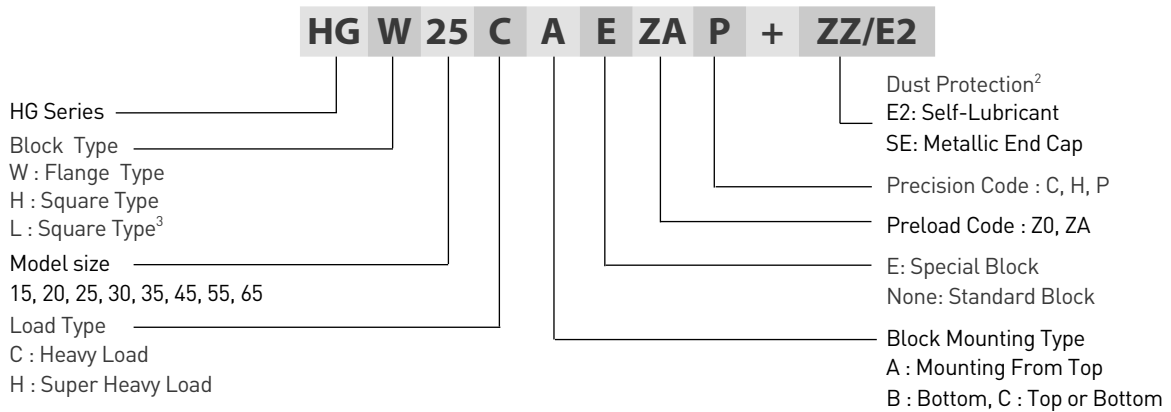 HG W 25 C A E ZA P + ZZ/E2
HG Series
Block Type
W : Flange Type
H : Square Type
L : Square Type³
Model size
15, 20, 25, 30, 35, 45, 55, 65
Load Type
C : Heavy Load
H : Super Heavy Load
Dust Protection²
E2: Self-Lubricant
SE: Metallic End Cap
Precision Code : C, H, P
Preload Code : Z0, ZA
E: Special Block
None: Standard Block
Block Mounting Type
A : Mounting From Top
B : Bottom, C : Top or Bottom